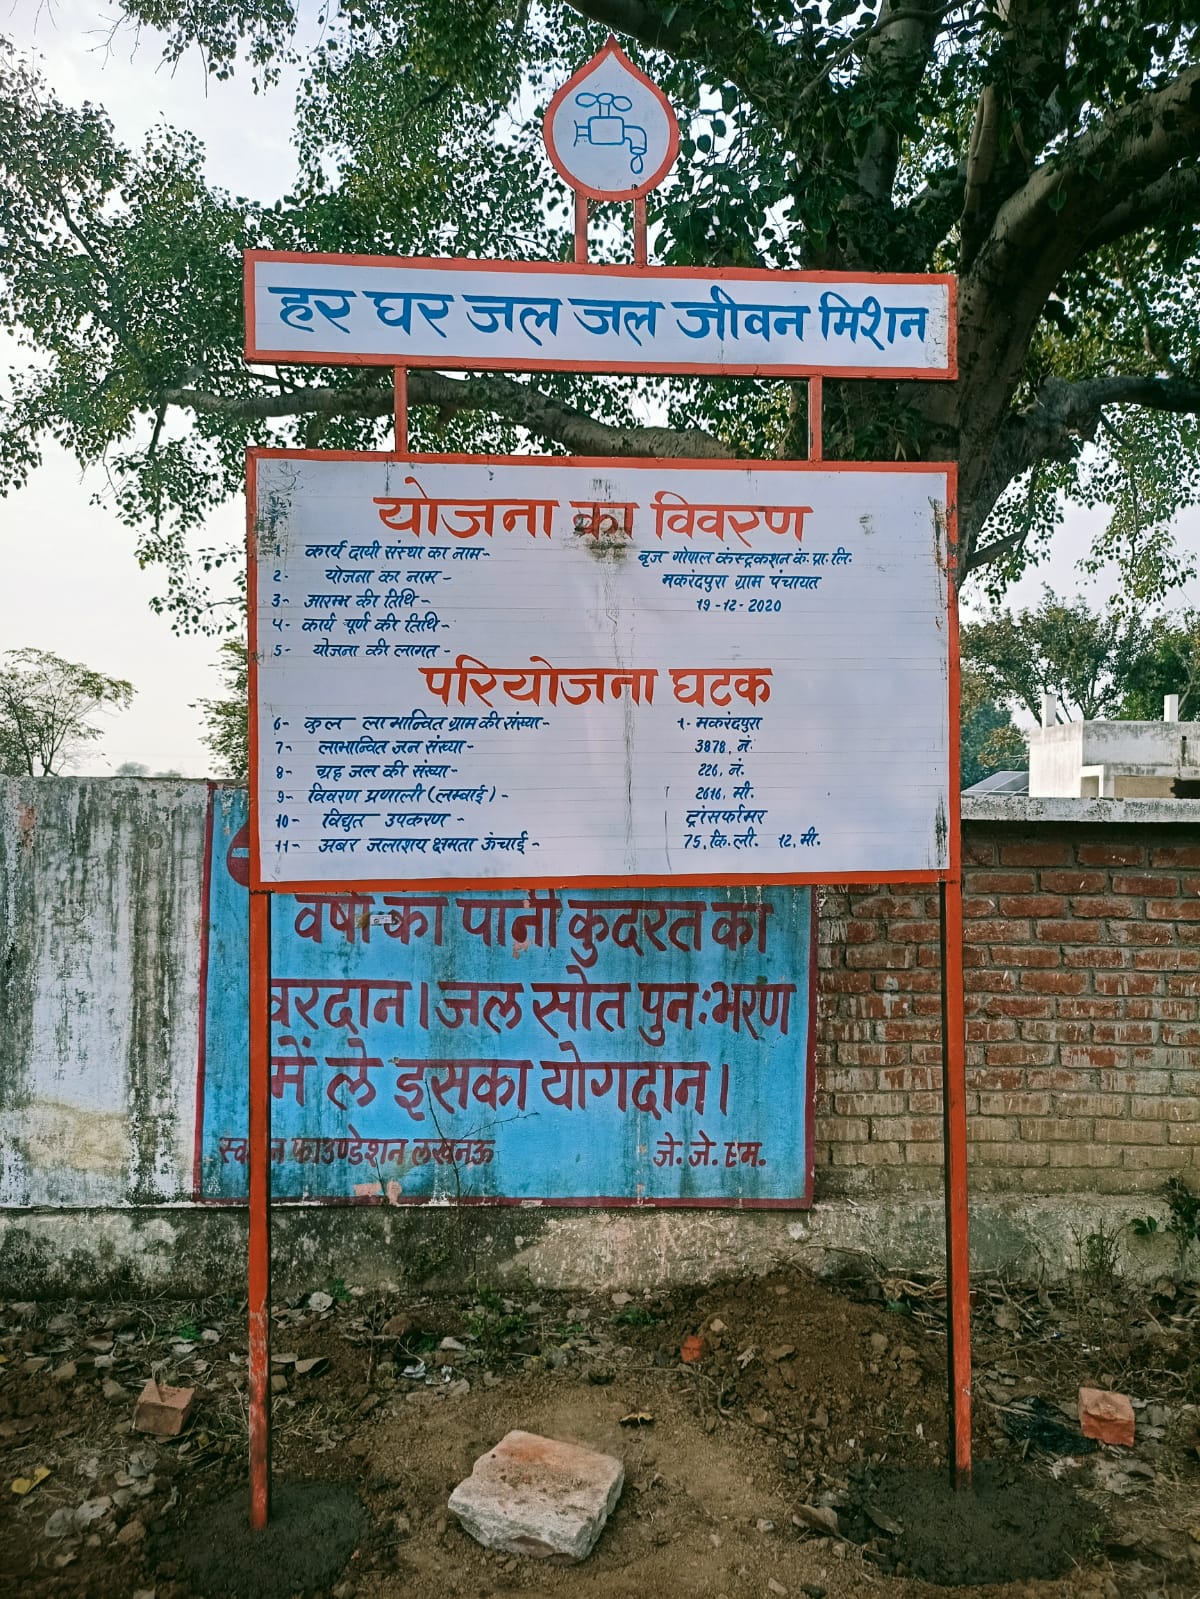 हर घर जल जल जीवन मिशन
योजना का विवरण
1- कार्य दायी संस्था का नाम- बृज गोपाल कंस्ट्रक्शन कं. प्रा. लि.
2- योजना का नाम- मकरंदपुरा ग्राम पंचायत
3- आरम्भ की तिथि- 19-12-2020
4- कार्य पूर्ण की तिथि-
5- योजना की लागत-
परियोजना घटक
6- कुल लाभान्वित ग्राम की संख्या- 1- मकरंदपुरा
7- लाभान्वित जन संख्या- 3878, नं.
8- ग्रह जल की संख्या- 226, नं.
9- विवरण प्रणाली (लम्बाई)- 2616, मी.
10- विद्युत उपकरण- ट्रांसफार्मर
11- अबर जलाशय क्षमता ऊंचाई- 75, कि. ली. 12, मी.
वर्षा का पानी कुदरत का
वरदान। जल स्रोत पुनःभरण
में ले इसका योगदान।
फाउण्डेशन लखनऊ जे. जे. एम.